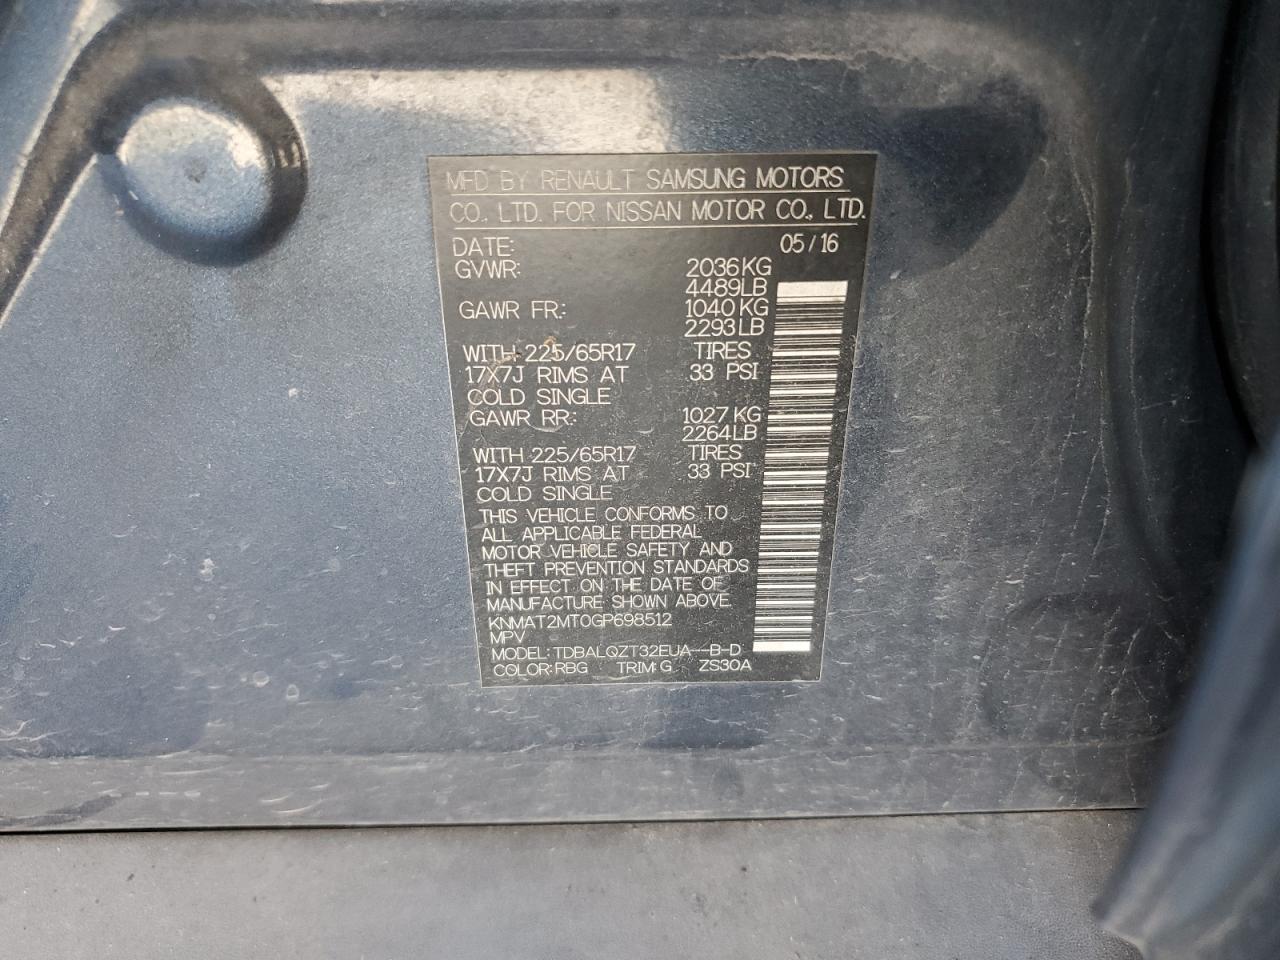 MFD BY RENAULT SAMSUNG MOTORS
CO., LTD. FOR NISSAN MOTOR CO., LTD.
DATE: 05/16
GVWR: 2036KG
4489LB
GAWR FR.: 1040KG
2293LB
WITH 225/65R17 TIRES
17X7J RIMS AT 33 PSI
COLD SINGLE
GAWR RR.: 1027KG
2264LB
WITH 225/65R17 TIRES
17X7J RIMS AT 33 PSI
COLD SINGLE
THIS VEHICLE CONFORMS TO
ALL APPLICABLE FEDERAL
MOTOR VEHICLE SAFETY AND
THEFT PREVENTION STANDARDS
IN EFFECT ON THE DATE OF
MANUFACTURE SHOWN ABOVE.
KNMAT2MT0GP698512
MPV
MODEL:TDBALQZT32EUA--B-D
COLOR:RBG TRIM:G ZS30A